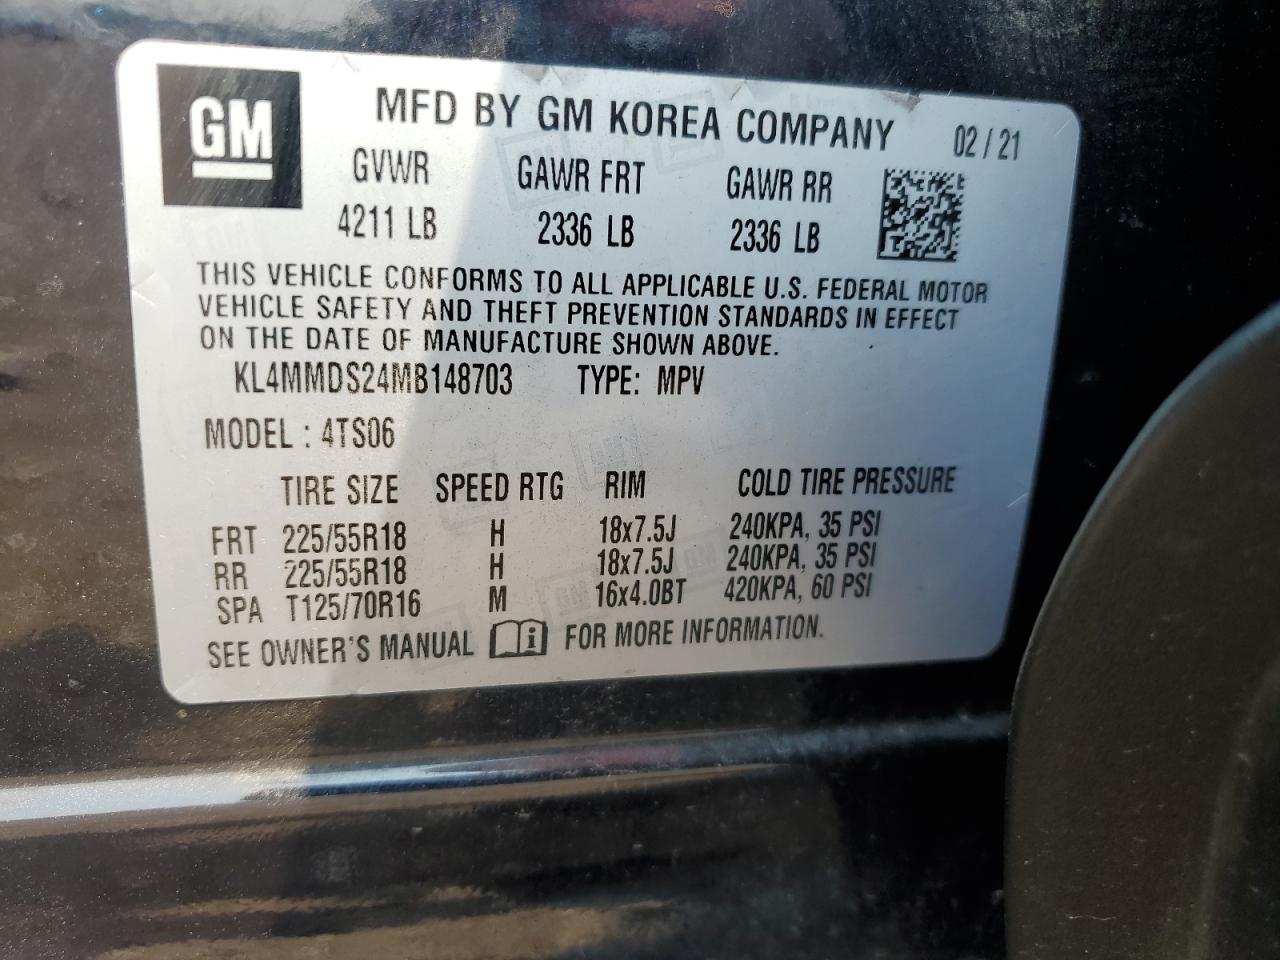 GM
MFD BY GM KOREA COMPANY 02 / 21
GVWR GAWR FRT GAWR RR
4211 LB 2336 LB 2336 LB
THIS VEHICLE CONFORMS TO ALL APPLICABLE U.S. FEDERAL MOTOR
VEHICLE SAFETY AND THEFT PREVENTION STANDARDS IN EFFECT
ON THE DATE OF MANUFACTURE SHOWN ABOVE.
KL4MMDS24MB148703 TYPE: MPV
MODEL : 4TS06
TIRE SIZE SPEED RTG RIM COLD TIRE PRESSURE
FRT 225/55R18 H 18x7.5J 240KPA, 35 PSI
RR 225/55R18 H 18x7.5J 240KPA, 35 PSI
SPA T125/70R16 M 16x4.0BT 420KPA, 60 PSI
SEE OWNER'S MANUAL i FOR MORE INFORMATION.